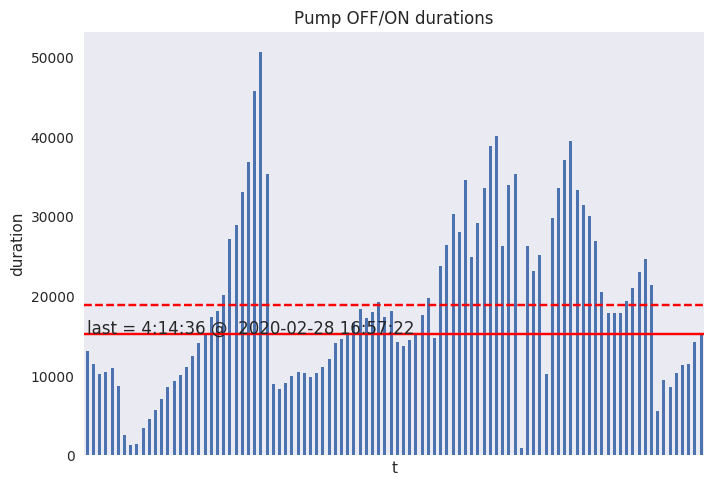 Pump OFF/ON durations
50000
40000
30000
20000
10000
0
duration
last = 4:14:36 @  2020-02-28 16:57:22
t